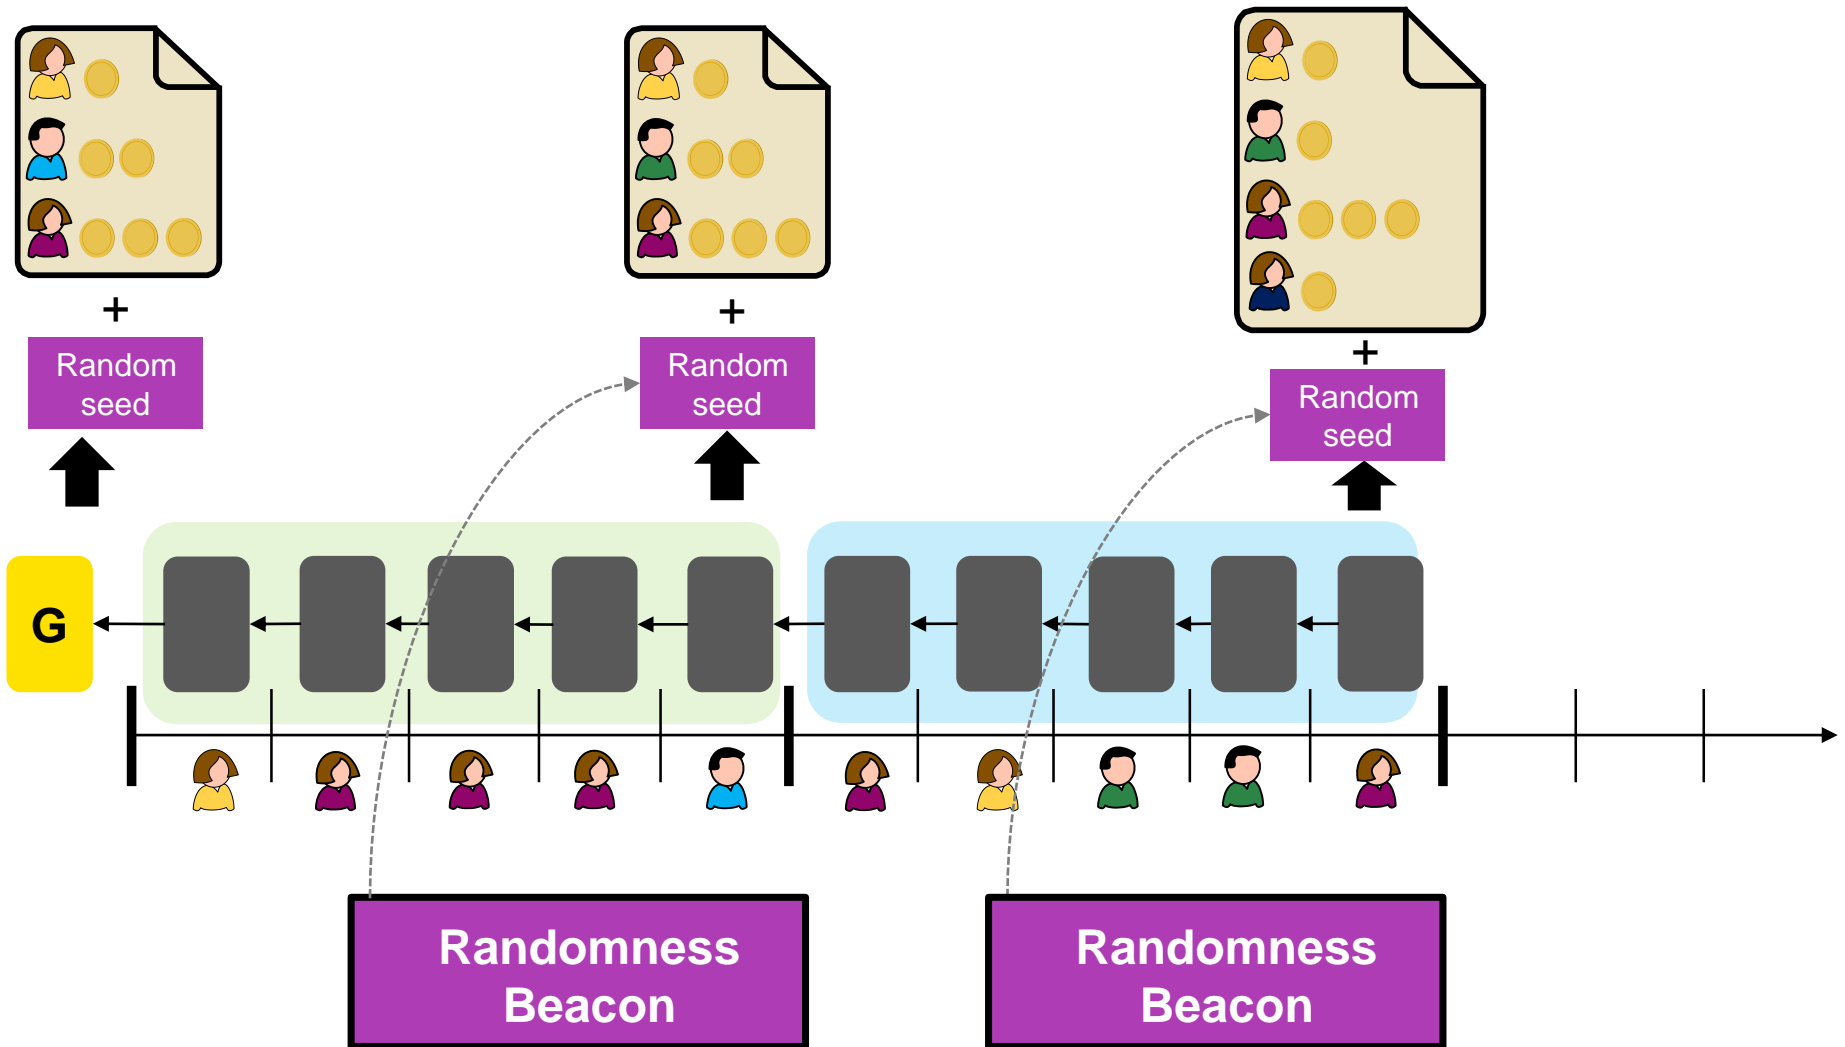 +
Random
seed
+
Random
seed
+
Random
seed
G
Randomness
Beacon
Randomness
Beacon